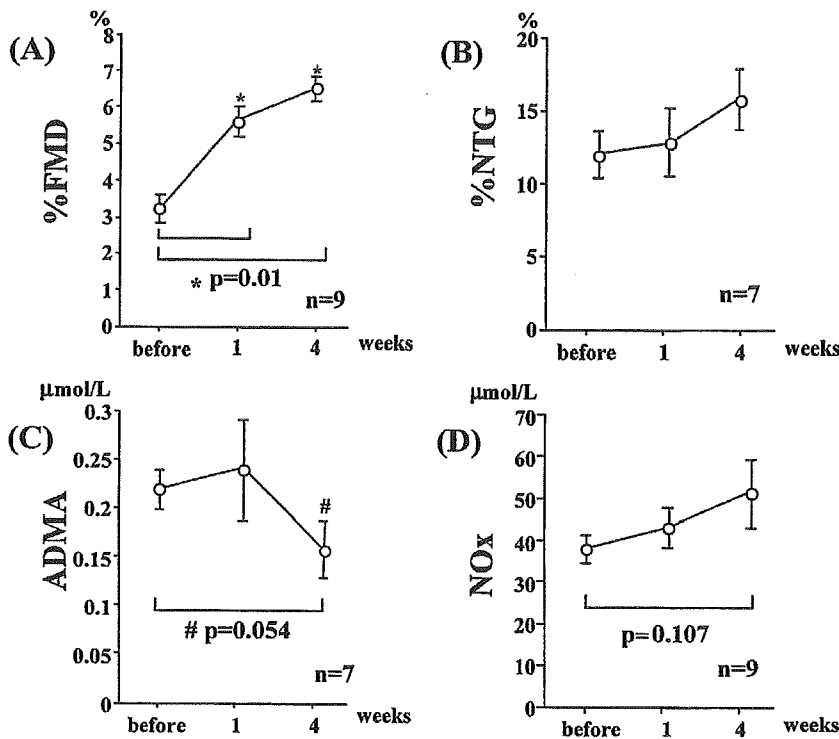 (A)
%
%FMD
8
7
6
5
4
3
2
1
0
*
*
* p=0.01
n=9
before 1 4 weeks
(B)
%
%NTG
20
15
10
5
0
n=7
before 1 4 weeks
(C)
μmol/L
ADMA
0.3
0.25
0.2
0.15
0.1
0.05
0
#
# p=0.054
n=7
before 1 4 weeks
(D)
μmol/L
NOx
70
60
50
40
30
20
10
0
p=0.107
n=9
before 1 4 weeks